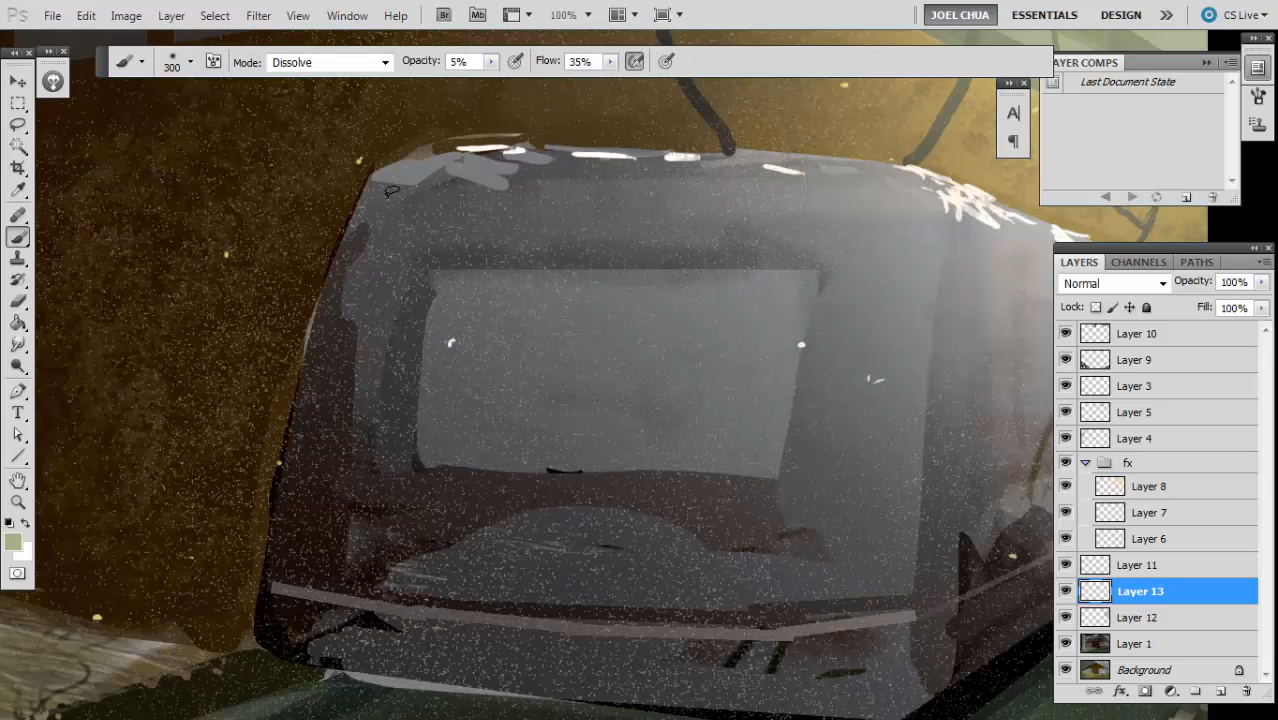 Ps File Edit Image Layer Select Filter View Window Help Br Mb 100% JOEL CHUA ESSENTIALS DESIGN CS Live
300 Mode: Dissolve Opacity: 5% Flow: 35%
LAYER COMPS
Last Document State
A
LAYERS CHANNELS PATHS
Normal Opacity: 100%
Lock: Fill: 100%
Layer 10
Layer 9
Layer 3
Layer 5
Layer 4
fx
Layer 8
Layer 7
Layer 6
Layer 11
Layer 13
Layer 12
Layer 1
Background
T
fx